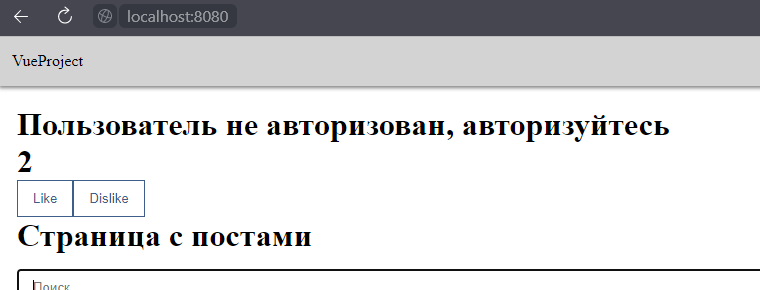 localhost:8080
VueProject
Пользователь не авторизован, авторизуйтесь
2
Like Dislike
Страница с постами
Поиск